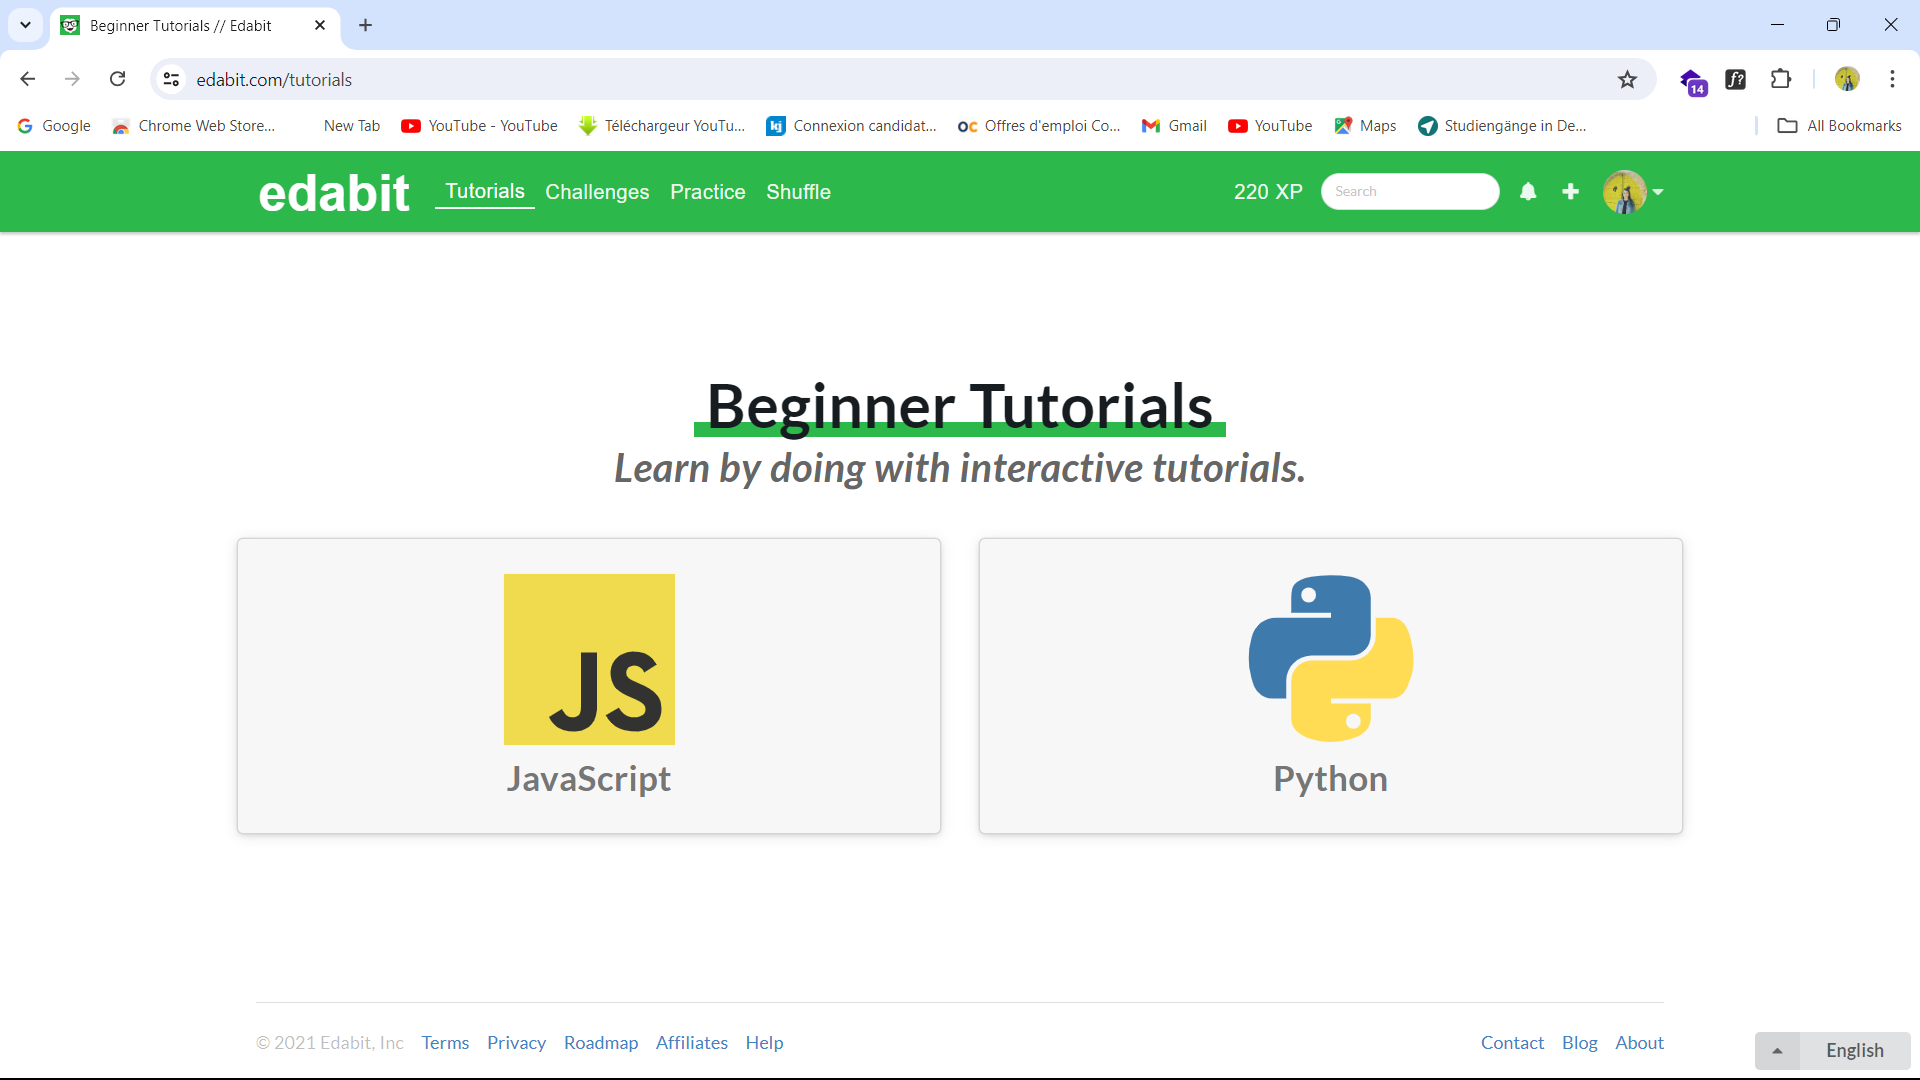 Beginner Tutorials // Edabit
edabit.com/tutorials
14
f?
Google
Chrome Web Store...
New Tab
YouTube - YouTube
Téléchargeur YouTu...
kj
Connexion candidat...
OC
Offres d'emploi Co...
Gmail
YouTube
Maps
Studiengänge in De...
All Bookmarks
edabit
Tutorials
Challenges
Practice
Shuffle
220 XP
Search
Beginner Tutorials
Learn by doing with interactive tutorials.
JS
JavaScript
Python
© 2021 Edabit, Inc
Terms
Privacy
Roadmap
Affiliates
Help
Contact
Blog
About
English